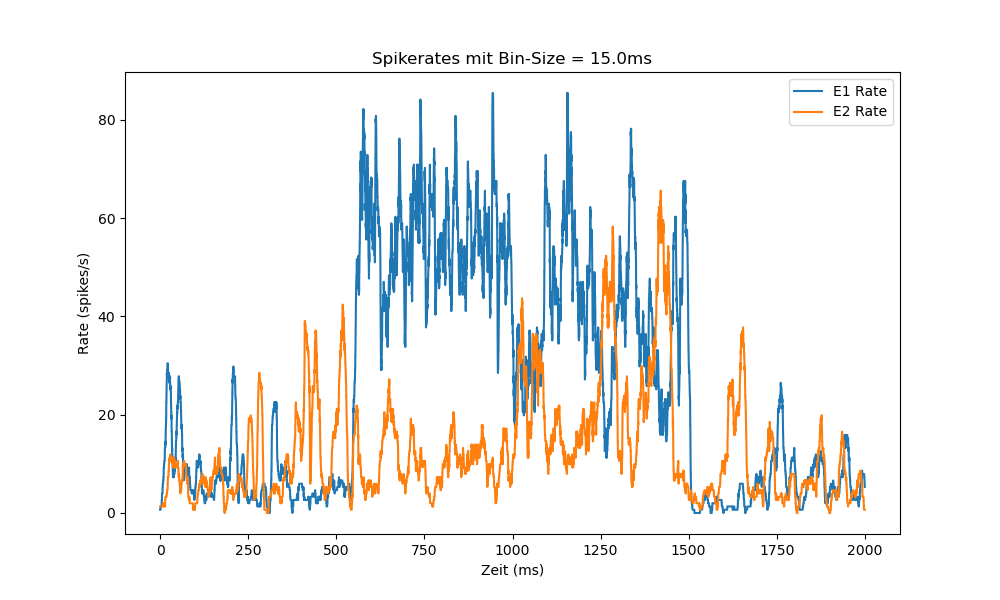 Spikerates mit Bin-Size = 15.0ms
E1 Rate
E2 Rate
Rate (spikes/s)
80
60
40
20
0
0 250 500 750 1000 1250 1500 1750 2000
Zeit (ms)